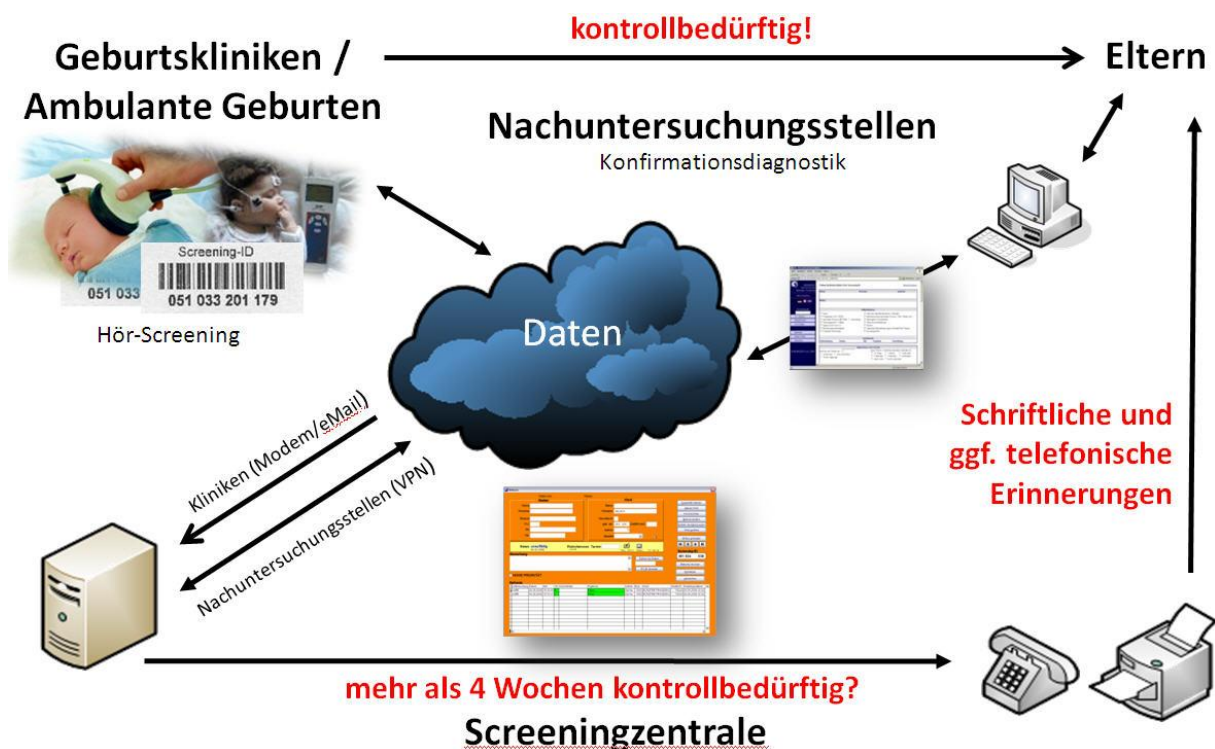 kontrollbedürftig!
Geburtskliniken /
Ambulante Geburten
Eltern
Nachuntersuchungsstellen
Konfirmationsdiagnostik
Screening-ID
051 033
051 033 201 179
Hör-Screening
Daten
Kliniken (Modem/eMail)
Nachuntersuchungsstellen (VPN)
Schriftliche und
ggf. telefonische
Erinnerungen
mehr als 4 Wochen kontrollbedürftig?
Screeningzentrale